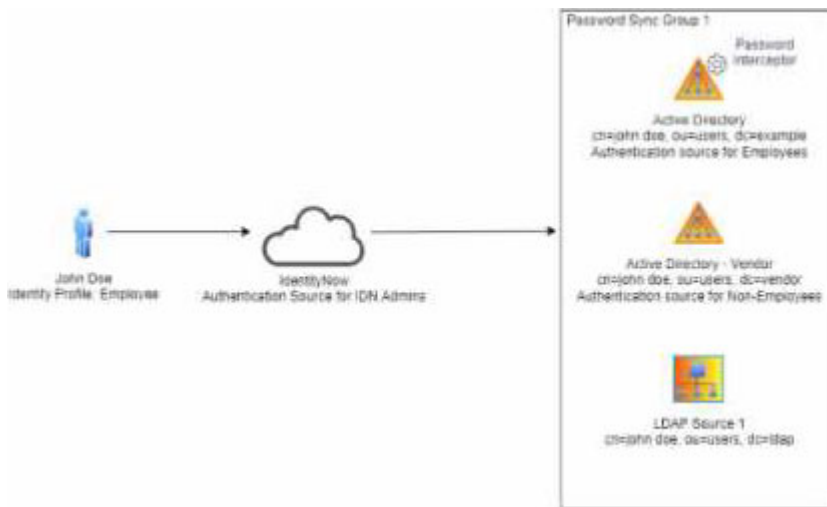 Password Sync Group 1
Password
Interceptor
Active Directory
cn=john doe, ou=users, dc=example
Authentication source for Employees
John Doe
Identity Profile: Employee
IdentityNow
Authentication Source for IDN Admins
Active Directory - Vendor
cn=john doe, ou=users, dc=vendor
Authentication source for Non-Employees
LDAP Source 1
cn=john doe, ou=users, dc=ldap